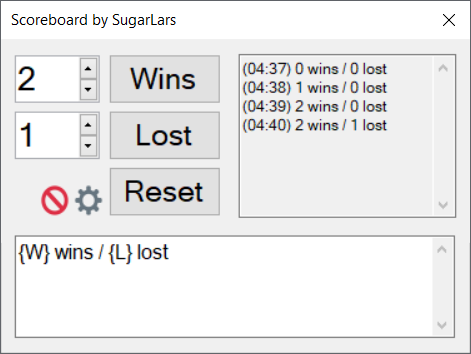 Scoreboard by SugarLars
2 Wins
1 Lost
Reset
(04:37) 0 wins / 0 lost
(04:38) 1 wins / 0 lost
(04:39) 2 wins / 0 lost
(04:40) 2 wins / 1 lost
{W} wins / {L} lost